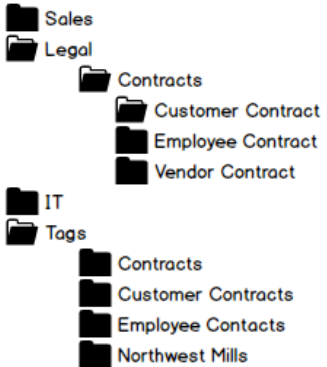 Sales
Legal
Contracts
Customer Contract
Employee Contract
Vendor Contract
IT
Tags
Contracts
Customer Contracts
Employee Contacts
Northwest Mills